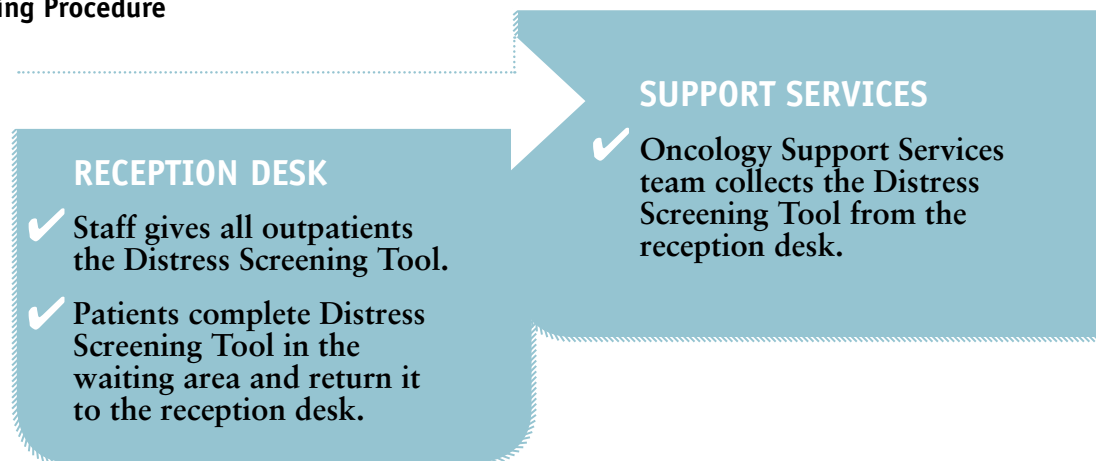 ing Procedure
RECEPTION DESK
✔ Staff gives all outpatients
the Distress Screening Tool.
✔ Patients complete Distress
Screening Tool in the
waiting area and return it
to the reception desk.
SUPPORT SERVICES
✔ Oncology Support Services
team collects the Distress
Screening Tool from the
reception desk.